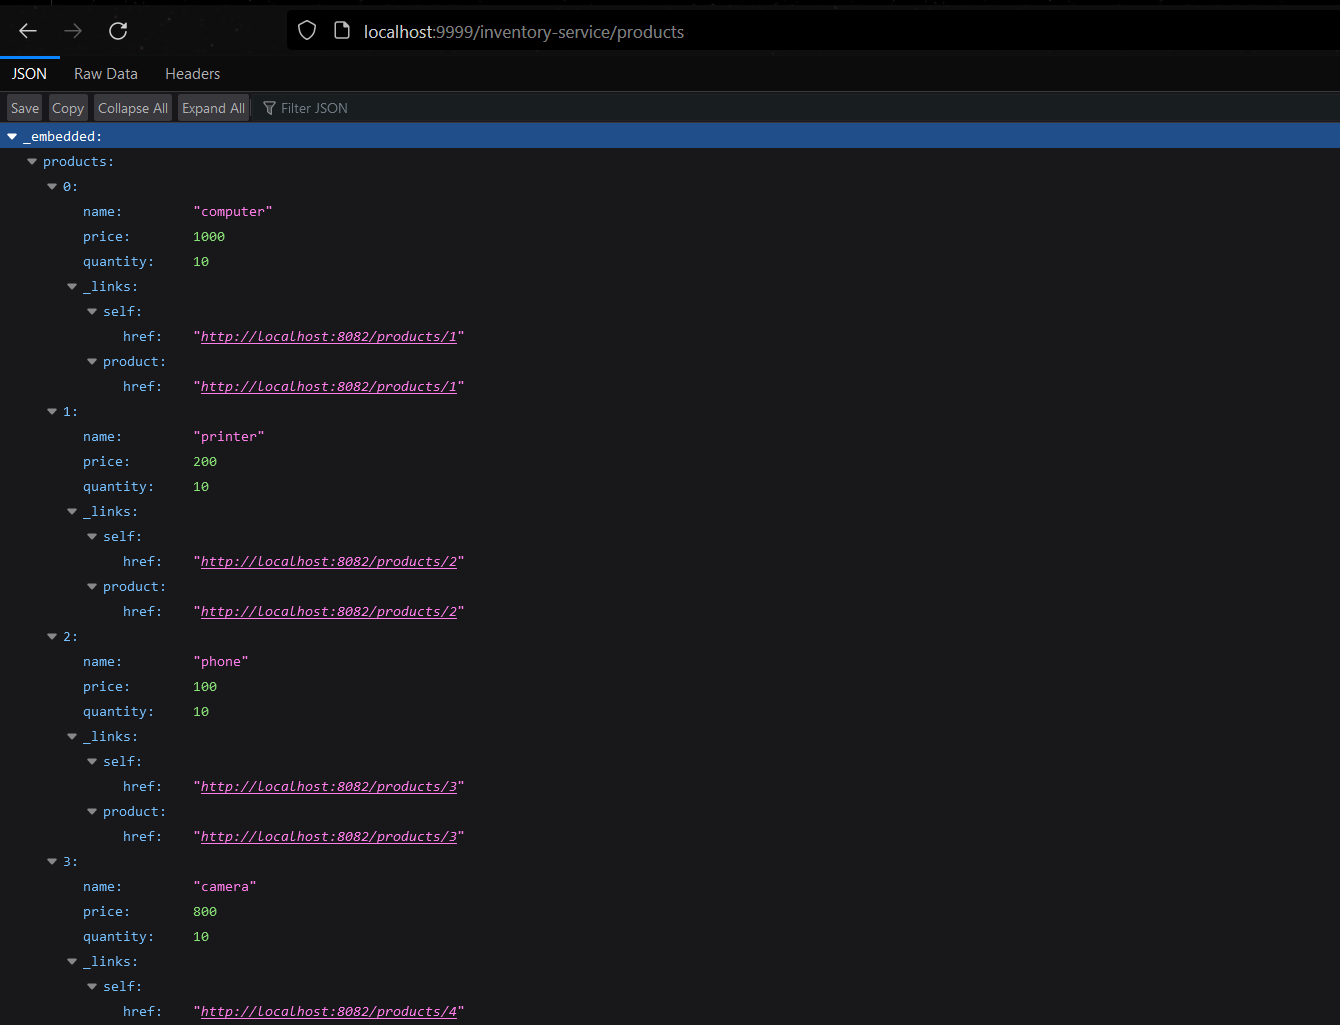 localhost:9999/inventory-service/products
JSON Raw Data Headers
Save Copy Collapse All Expand All Filter JSON
_embedded:
products:
0:
name: "computer"
price: 1000
quantity: 10
_links:
self:
href: "http://localhost:8082/products/1"
product:
href: "http://localhost:8082/products/1"
1:
name: "printer"
price: 200
quantity: 10
_links:
self:
href: "http://localhost:8082/products/2"
product:
href: "http://localhost:8082/products/2"
2:
name: "phone"
price: 100
quantity: 10
_links:
self:
href: "http://localhost:8082/products/3"
product:
href: "http://localhost:8082/products/3"
3:
name: "camera"
price: 800
quantity: 10
_links:
self:
href: "http://localhost:8082/products/4"